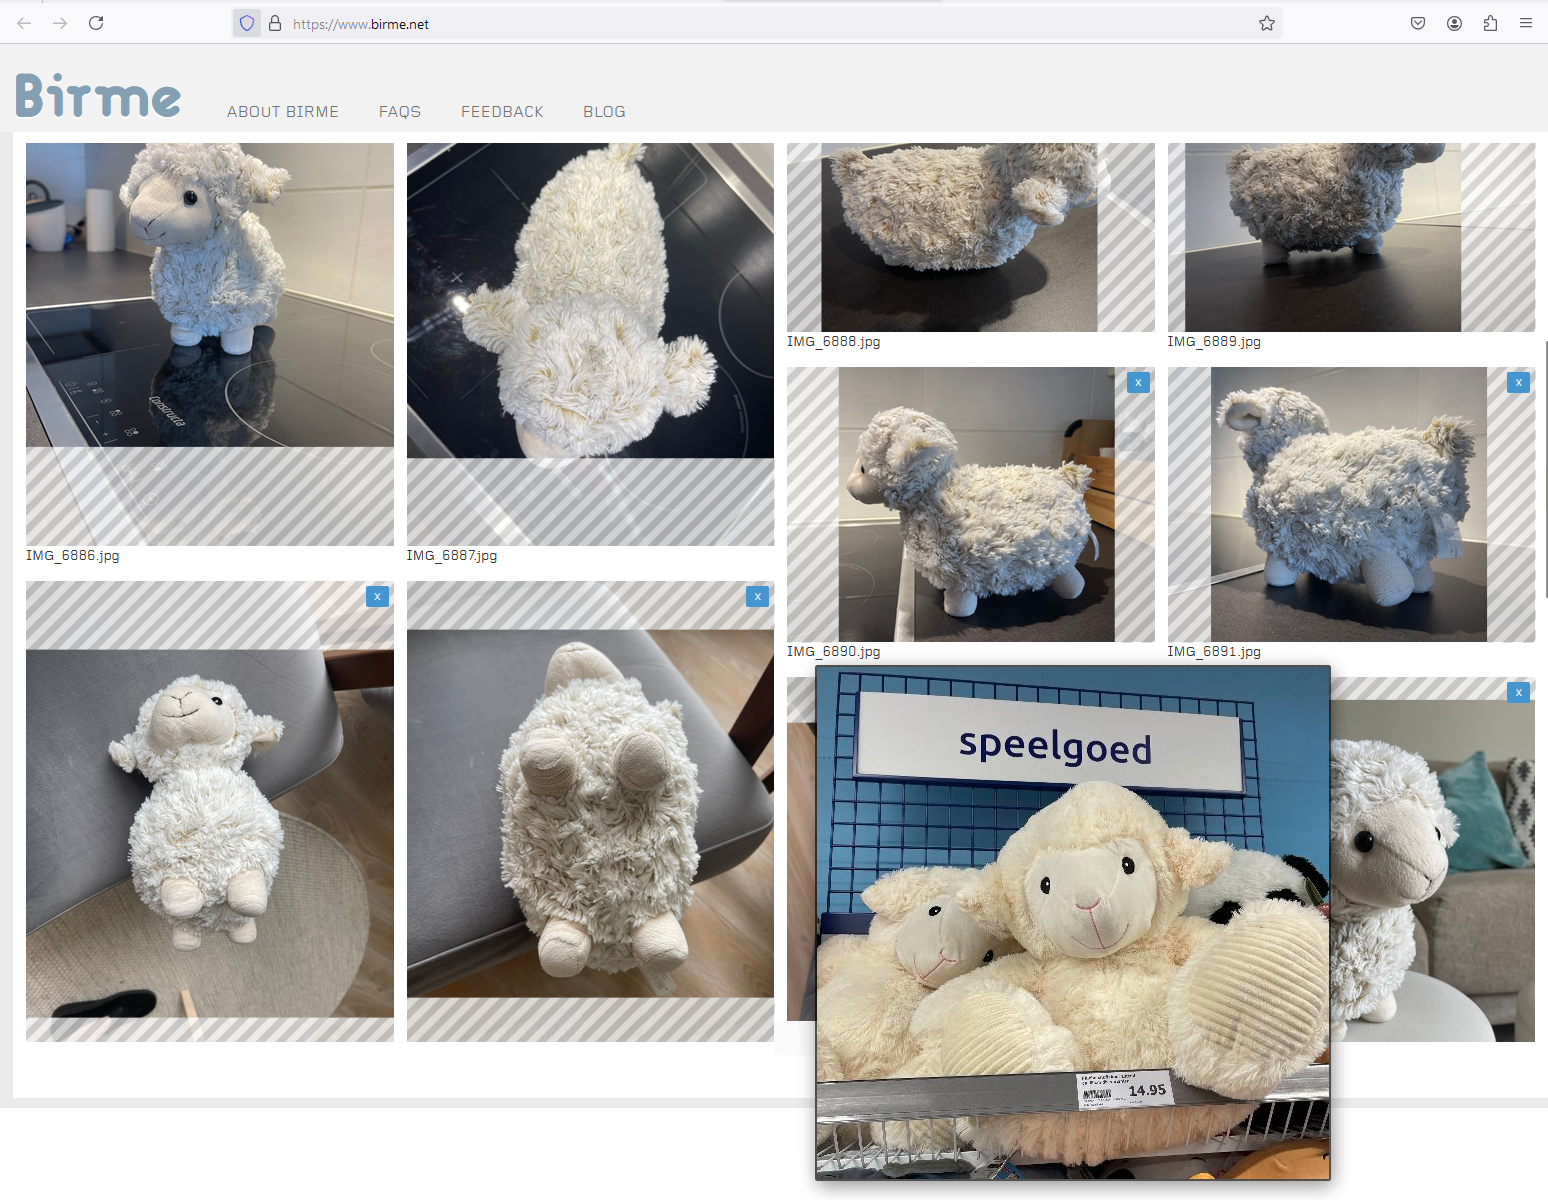 https://www.birme.net
Birme
ABOUT BIRME
FAQS
FEEDBACK
BLOG
Constructa
IMG_6886.jpg
IMG_6887.jpg
IMG_6888.jpg
IMG_6889.jpg
x
x
IMG_6890.jpg
IMG_6891.jpg
x
x
x
speelgoed
14.95